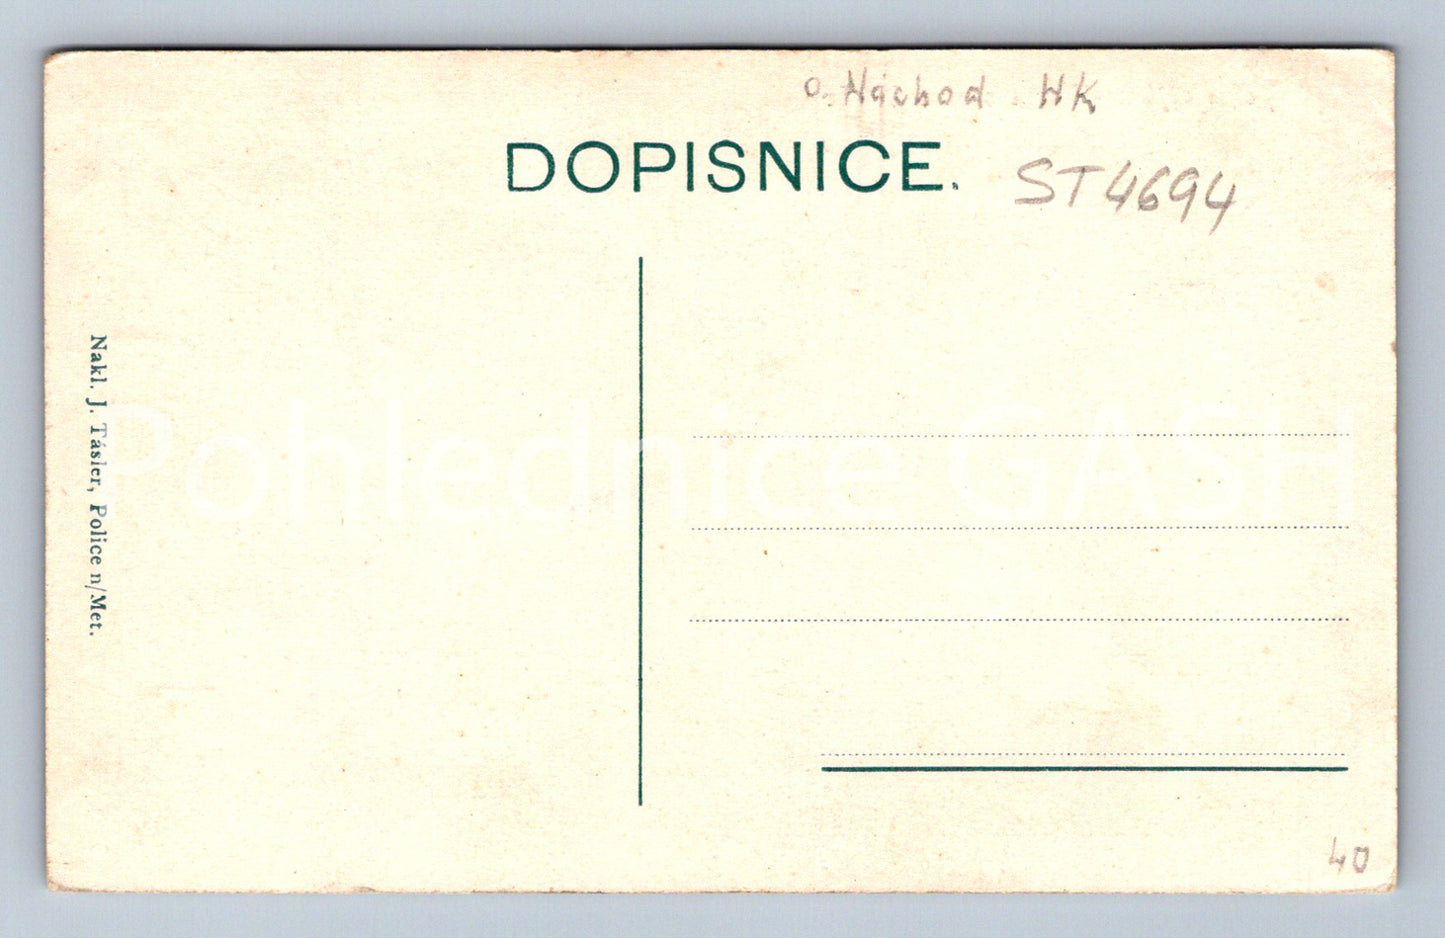 o. Náchod HK
DOPISNICE.
ST4694
Nakl. J. Tásler, Police n/Met.
Pohlednice GASH
40